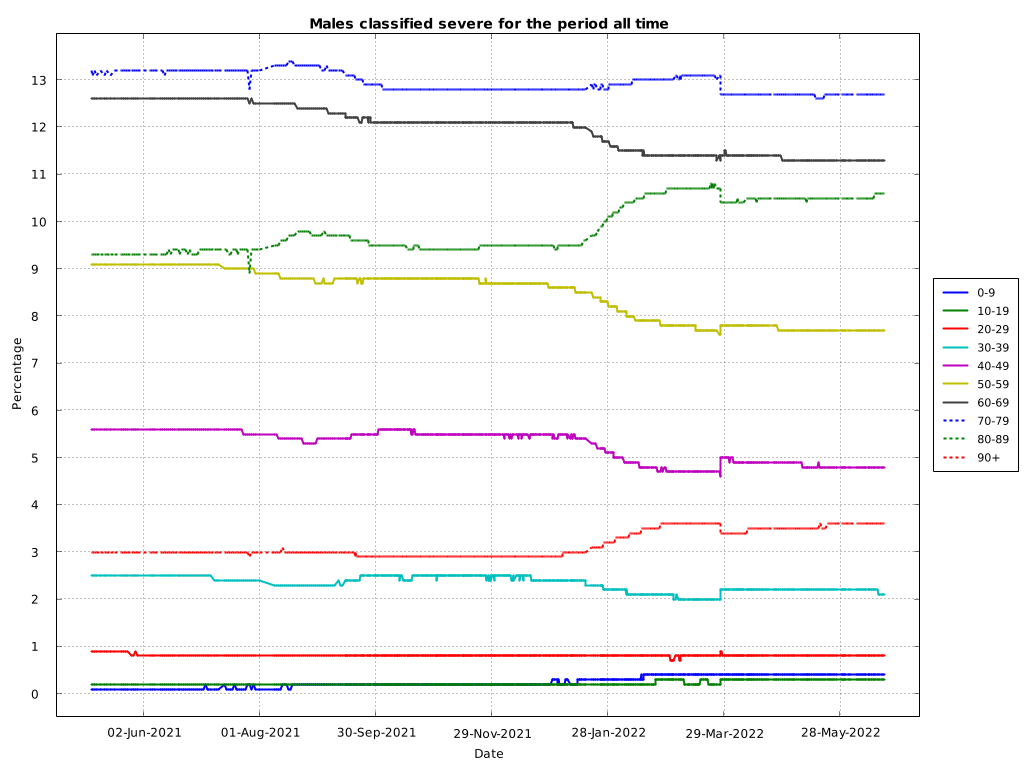 Males classified severe for the period all time
13
12
11
10
9
8
7
6
5
4
3
2
1
0
Percentage
02-Jun-2021
01-Aug-2021
30-Sep-2021
29-Nov-2021
28-Jan-2022
29-Mar-2022
28-May-2022
Date
0-9
10-19
20-29
30-39
40-49
50-59
60-69
70-79
80-89
90+